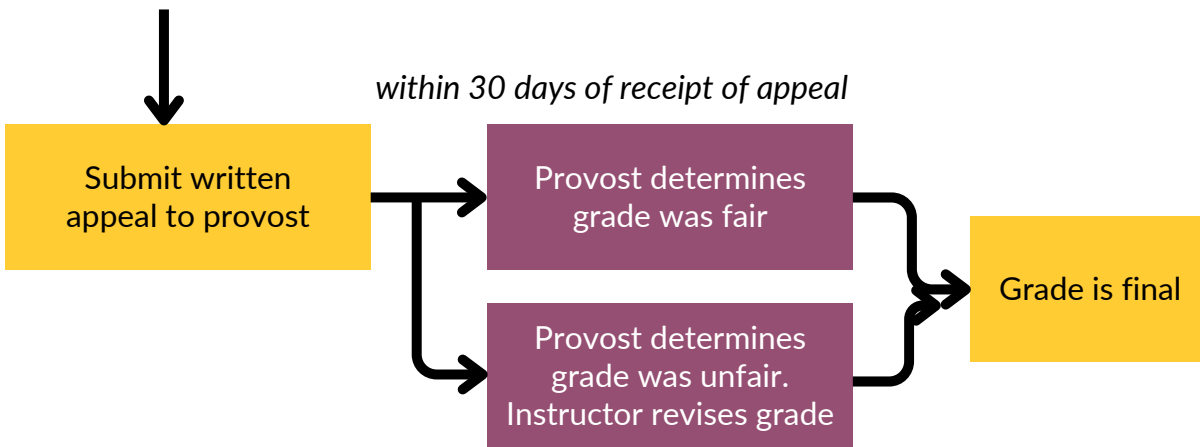 within 30 days of receipt of appeal
Submit written
appeal to provost
Provost determines
grade was fair
Provost determines
grade was unfair.
Instructor revises grade
Grade is final